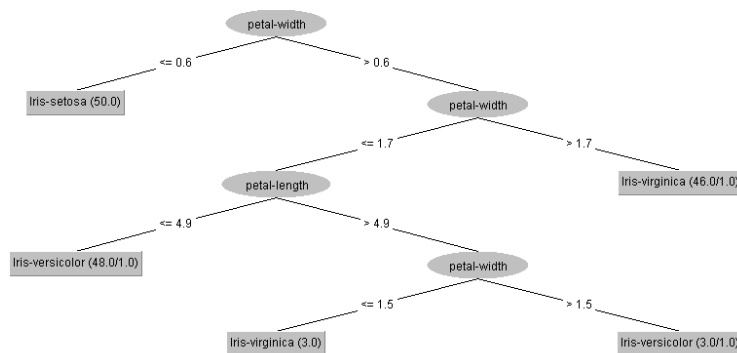 petal-width
<= 0.6
> 0.6
Iris-setosa (50.0)
petal-width
<= 1.7
> 1.7
petal-length
Iris-virginica (46.0/1.0)
<= 4.9
> 4.9
Iris-versicolor (48.0/1.0)
petal-width
<= 1.5
> 1.5
Iris-virginica (3.0)
Iris-versicolor (3.0/1.0)